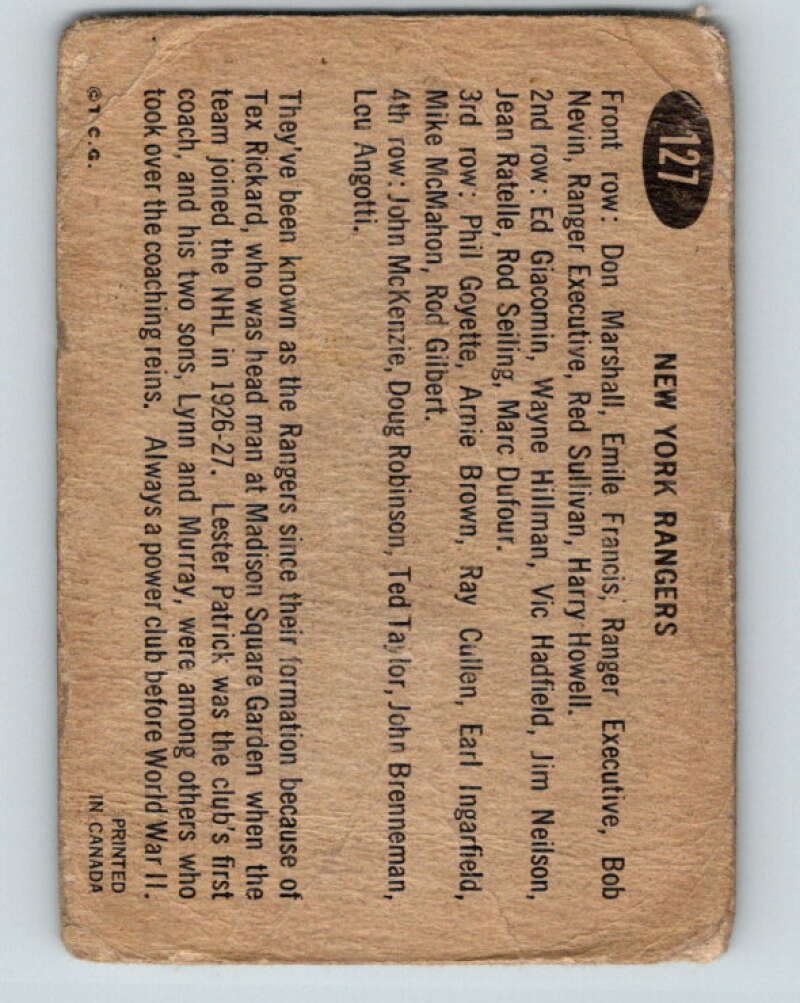 127
NEW YORK RANGERS
Front row: Don Marshall, Emile Francis, Ranger Executive, Bob
Nevin, Ranger Executive, Red Sullivan, Harry Howell.
2nd row: Ed Giacomin, Wayne Hillman, Vic Hadfield, Jim Neilson,
Jean Ratelle, Rod Seiling, Marc Dufour.
3rd row: Phil Goyette, Arnie Brown, Ray Cullen, Earl Ingarfield,
Mike McMahon, Rod Gilbert.
4th row: John McKenzie, Doug Robinson, Ted Taylor, John Brenneman,
Lou Angotti.
They've been known as the Rangers since their formation because of
Tex Rickard, who was head man at Madison Square Garden when the
team joined the NHL in 1926-27. Lester Patrick was the club's first
coach, and his two sons, Lynn and Murray, were among others who
took over the coaching reins. Always a power club before World War II.
© T.C.G.
PRINTED
IN CANADA